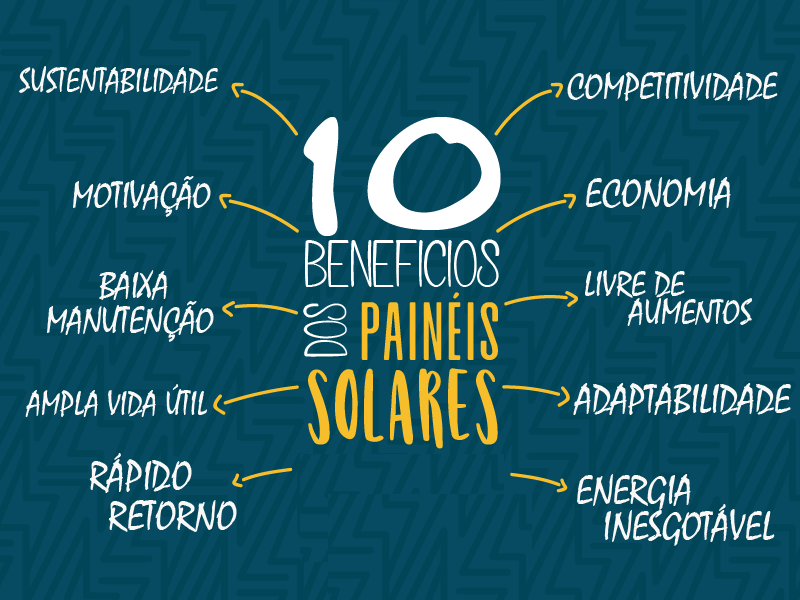 10
BENEFICIOS
DOS PAINÉIS
SOLARES
SUSTENTABILIDADE
MOTIVAÇÃO
BAIXA
MANUTENÇÃO
AMPLA VIDA ÚTIL
RÁPIDO
RETORNO
COMPETITIVIDADE
ECONOMIA
LIVRE DE
AUMENTOS
ADAPTABILIDADE
ENERGIA
INESGOTÁVEL